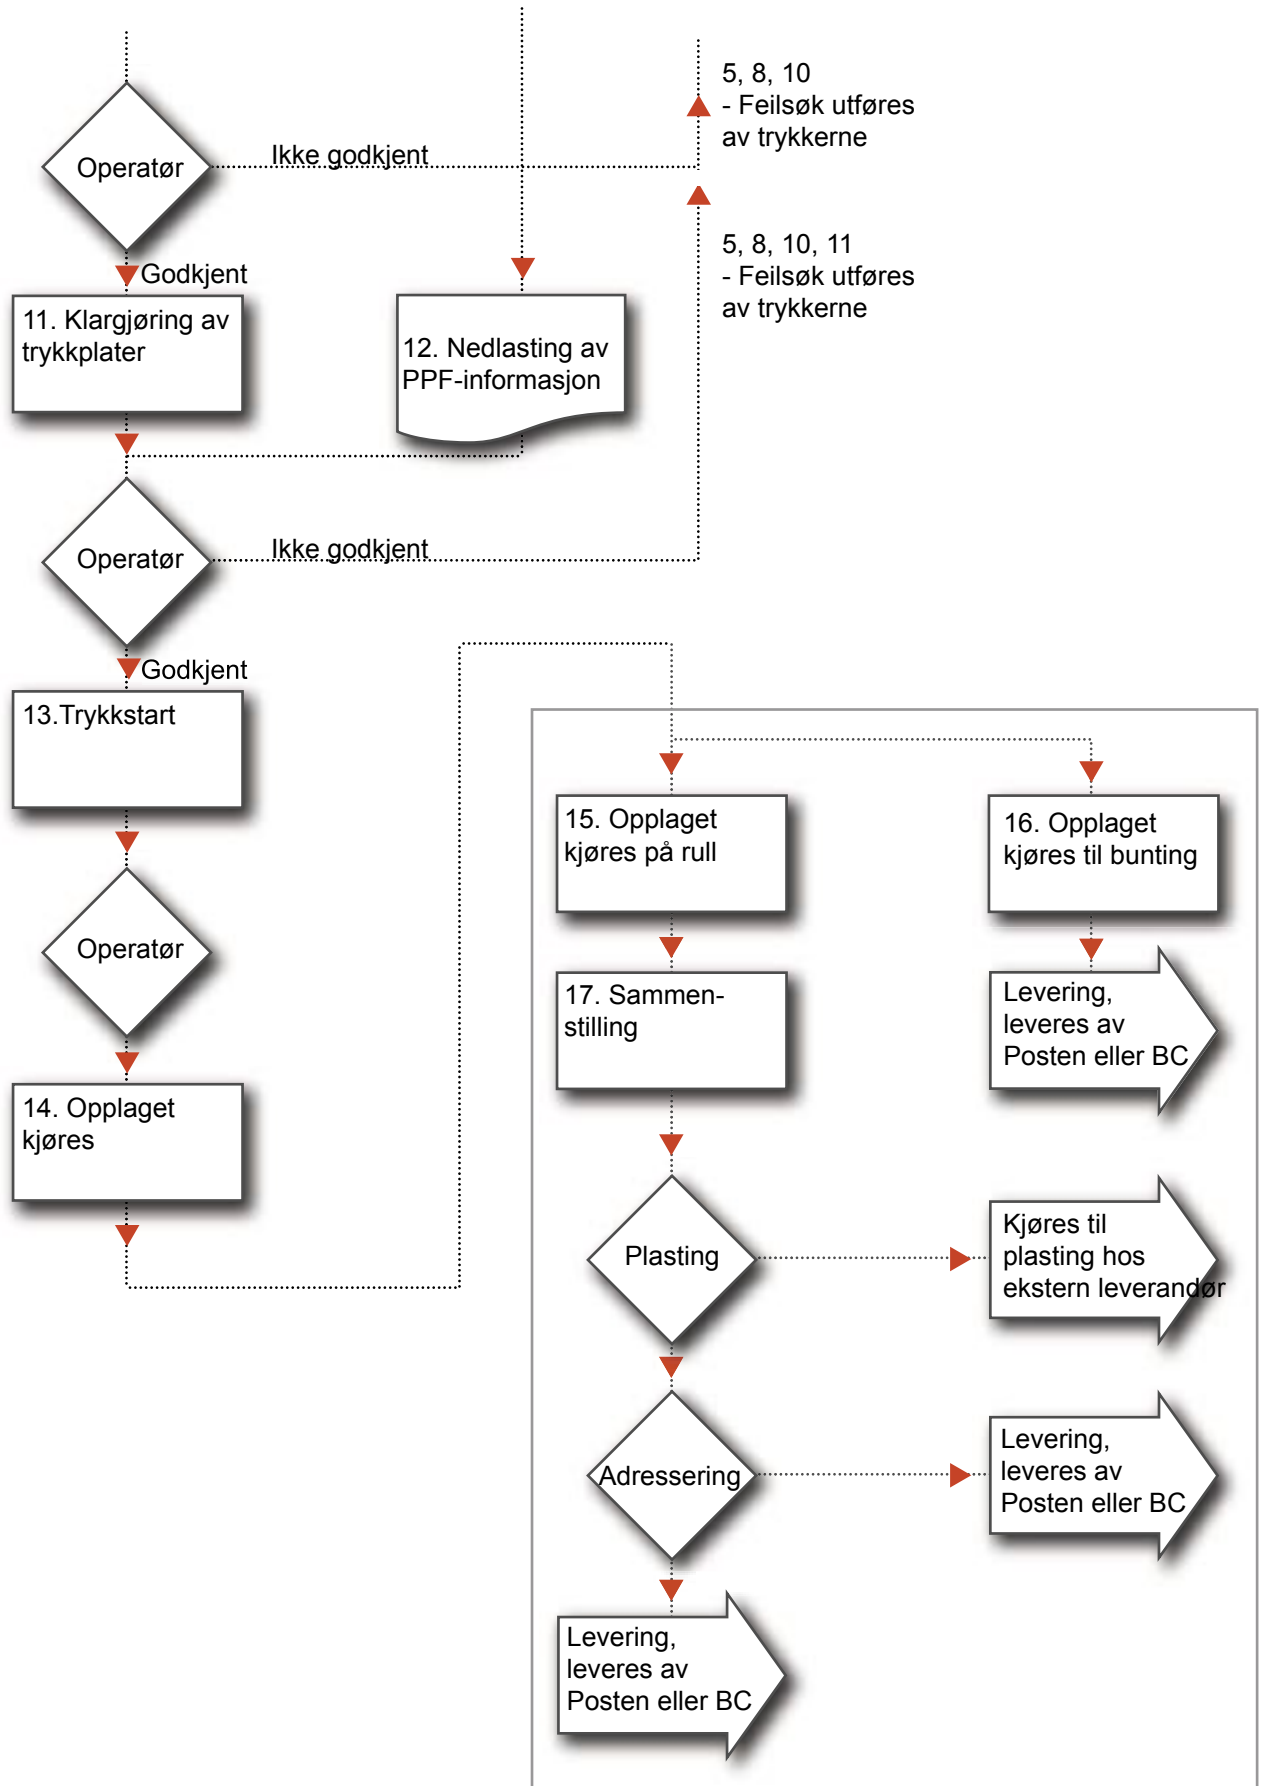 5, 8, 10
- Feilsøk utføres
av trykkerne
Operatør
Ikke godkjent
Godkjent
5, 8, 10, 11
- Feilsøk utføres
av trykkerne
11. Klargjøring av
trykkplater
12. Nedlasting av
PPF-informasjon
Operatør
Ikke godkjent
Godkjent
13.Trykkstart
Operatør
14. Opplaget
kjøres
15. Opplaget
kjøres på rull
16. Opplaget
kjøres til bunting
17. Sammen-
stilling
Levering,
leveres av
Posten eller BC
Plasting
Kjøres til
plasting hos
ekstern leverandør
Adressering
Levering,
leveres av
Posten eller BC
Levering,
leveres av
Posten eller BC